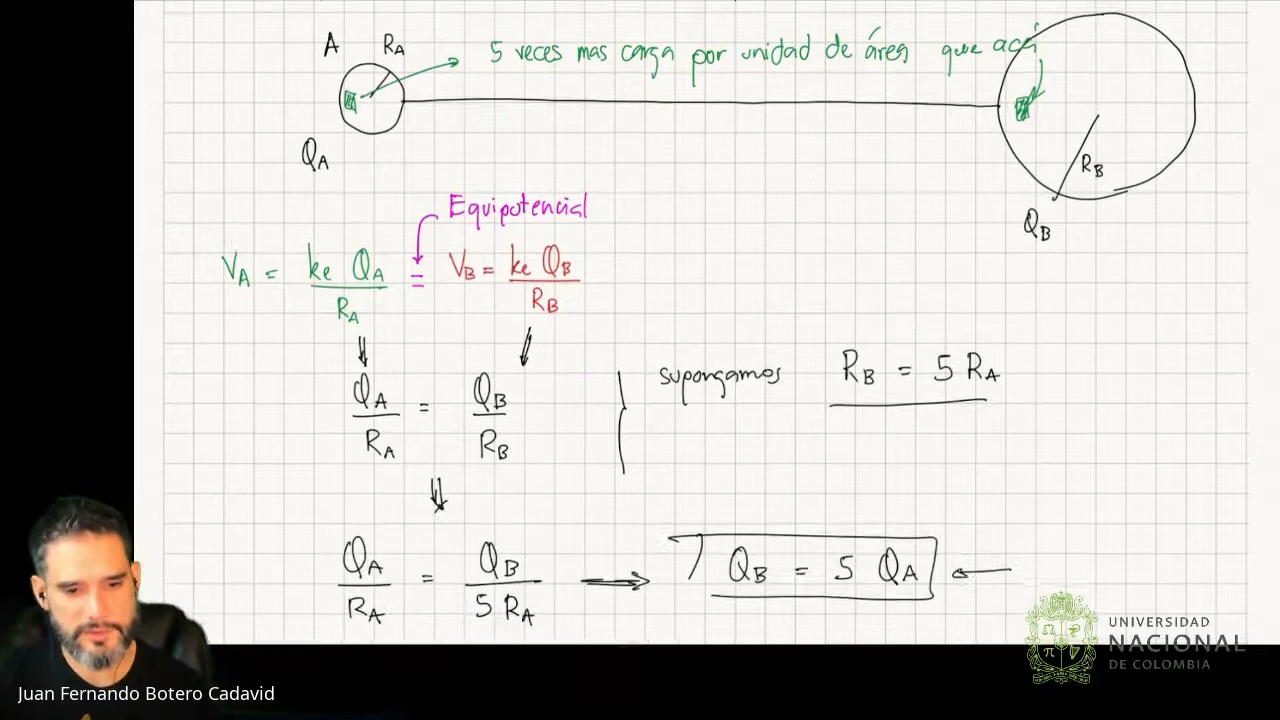 A R_A 5 veces mas carga por unidad de área que acá
Q_A
R_B
Q_B
Equipotencial
V_A = ke Q_A / R_A = V_B = ke Q_B / R_B
Q_A / R_A = Q_B / R_B } supongamos R_B = 5 R_A
Q_A / R_A = Q_B / 5 R_A ⟹ Q_B = 5 Q_A ←
UNIVERSIDAD
NACIONAL
DE COLOMBIA
Juan Fernando Botero Cadavid